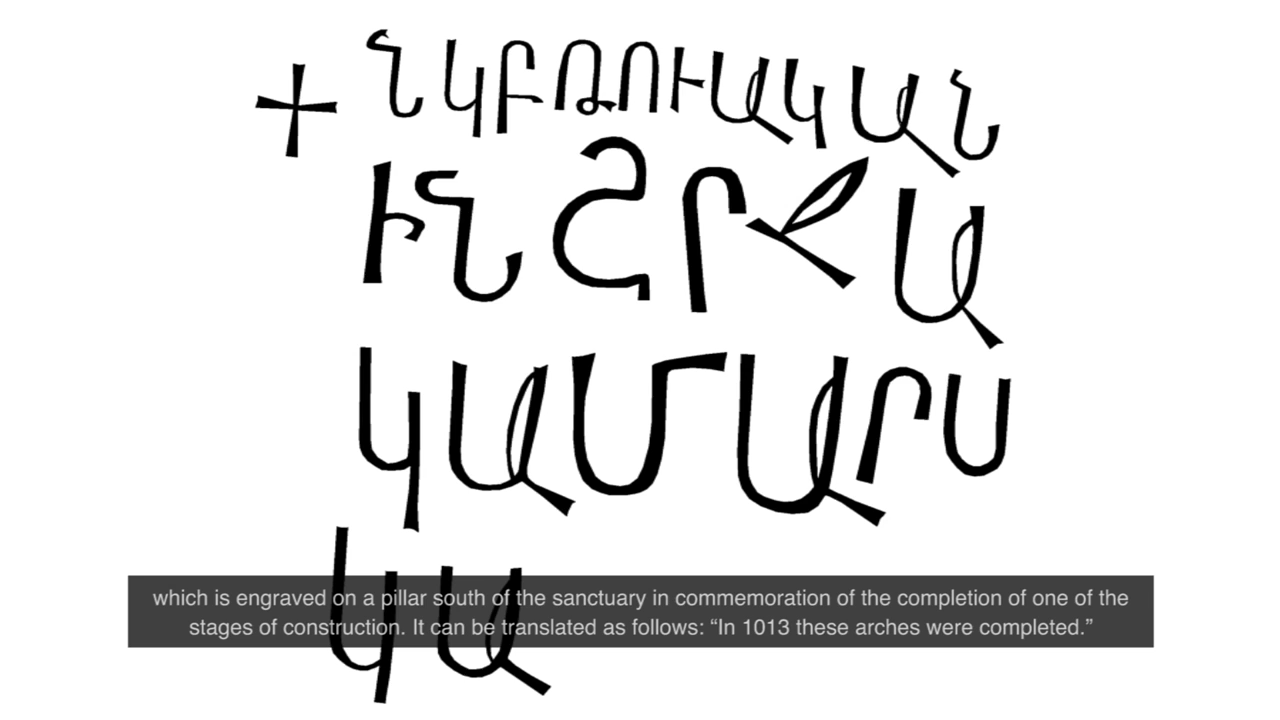 + ՆԿԲԹՈՒԱԿԱՆ
ԻՆՇՐՋԱ
ԿԱՄԱՐՍ
ԿԱ
which is engraved on a pillar south of the sanctuary in commemoration of the completion of one of the
stages of construction. It can be translated as follows: “In 1013 these arches were completed.”